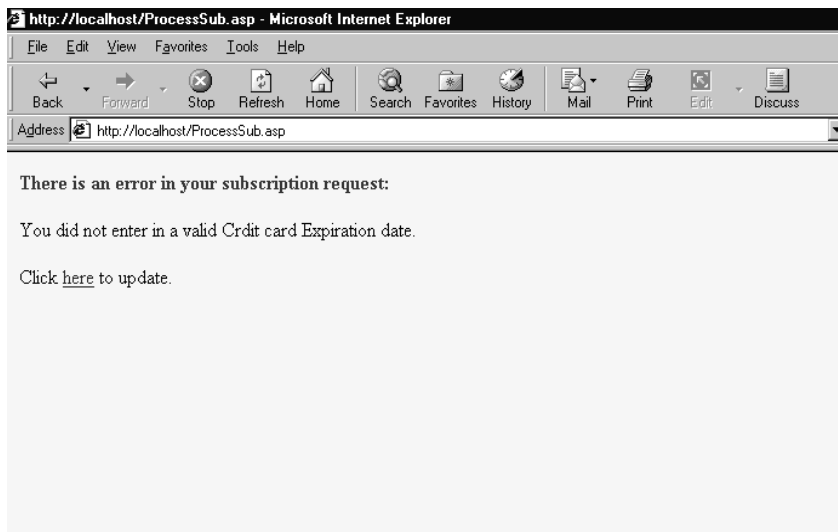 http://localhost/ProcessSub.asp - Microsoft Internet Explorer
File Edit View Favorites Tools Help
Back Forward Stop Refresh Home Search Favorites History Mail Print Edit Discuss
Address http://localhost/ProcessSub.asp
There is an error in your subscription request:
You did not enter in a valid Crdit card Expiration date.
Click here to update.